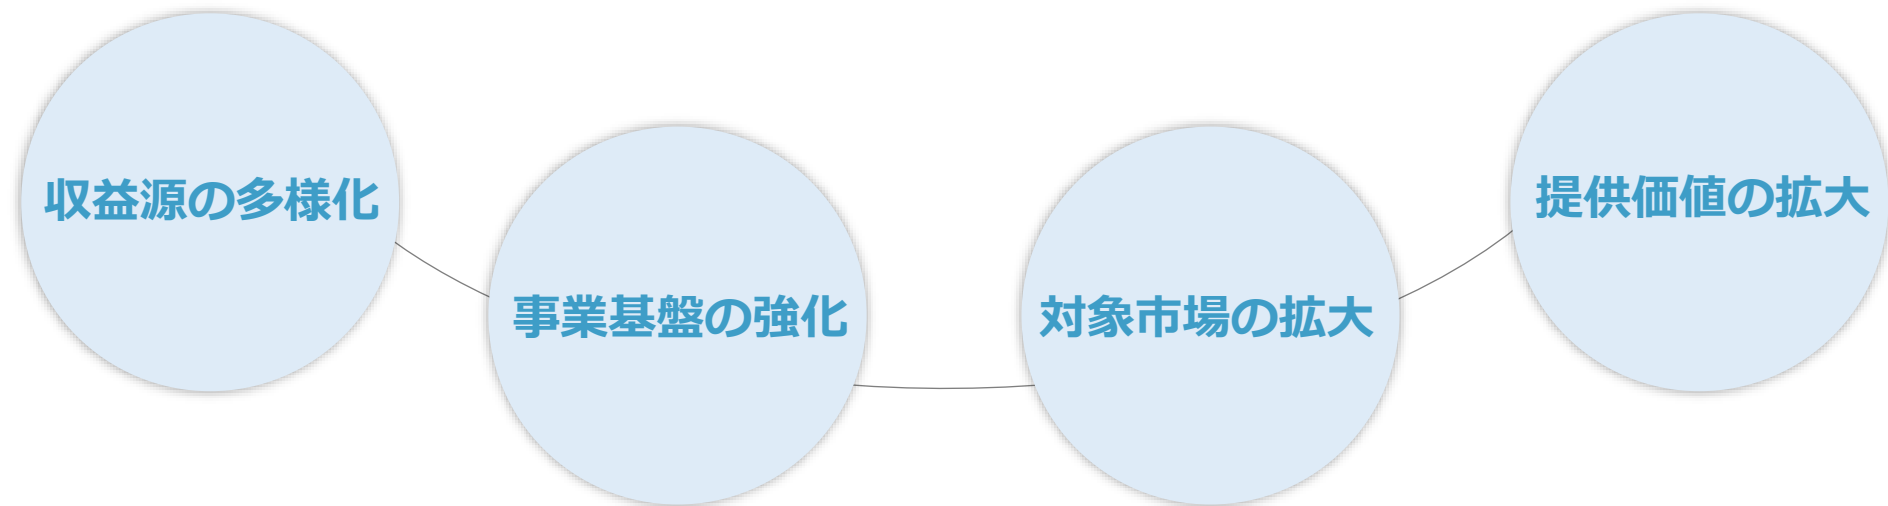 収益源の多様化
事業基盤の強化
対象市場の拡大
提供価値の拡大